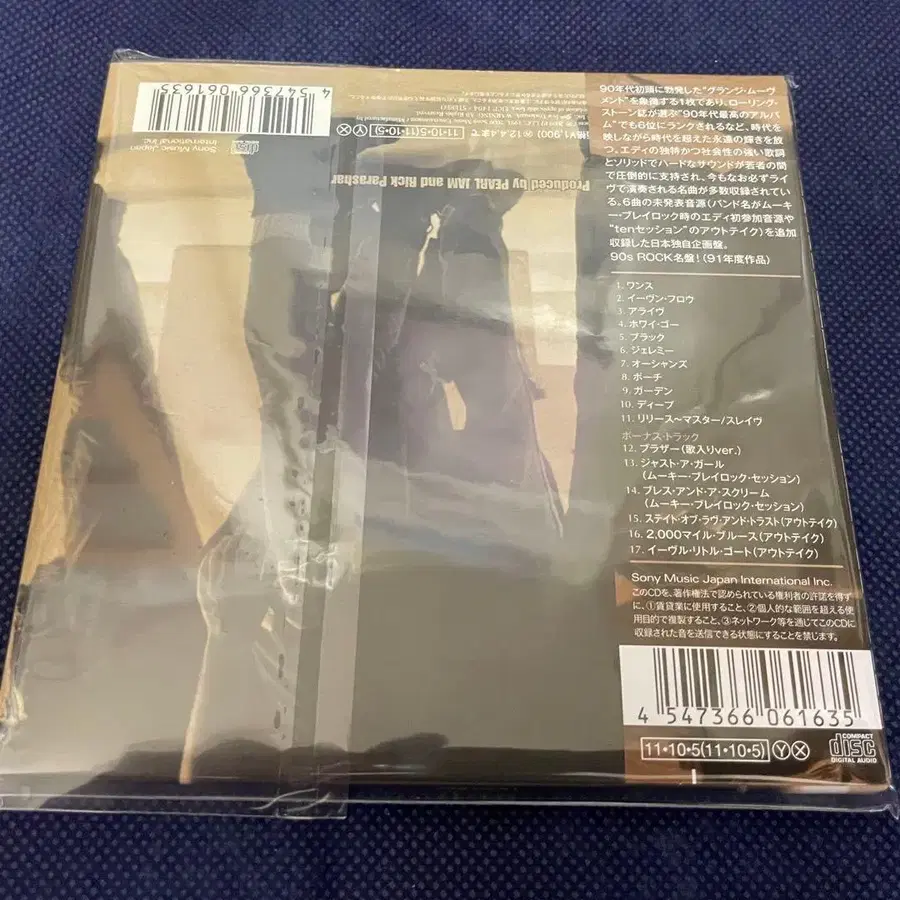 90年代初頭に勃発した“グランジ・ムーヴ
メント”を象徴する1枚であり、ローリング・
ストーン誌が選ぶ“90年代最高のアルバ
ム”でも6位にランクされるなど、時代を
映しながら時代を超えた永遠の輝きを放
つ。エディの独特かつ社会性の強い歌詞
とソリッドでハードなサウンドが若者の間
で圧倒的に支持され、今もなお必ずライ
ヴで演奏される名曲が多数収録されてい
る。6曲の未発表音源(バンド名がムーキ
ー・ブレイロック時のエディ初参加音源や
“tenセッション”のアウトテイク)を追加
収録した日本独自企画盤。
90s ROCK名盤!(91年度作品)
1. ワンス
2. イーヴン・フロウ
3. アライヴ
4. ホワイ・ゴー
5. ブラック
6. ジェレミー
7. オーシャンズ
8. ポーチ
9. ガーデン
10. ディープ
11. リリース~マスター/スレイヴ
ボーナス・トラック
12. ブラザー(歌入りver.)
13. ジャスト・ア・ガール
(ムーキー・ブレイロック・セッション)
14. ブレス・アンド・ア・スクリーム
(ムーキー・ブレイロック・セッション)
15. ステイト・オブ・ラヴ・アンド・トラスト(アウトテイク)
16. 2,000マイル・ブルース(アウトテイク)
17. イーヴル・リトル・ゴート(アウトテイク)
Sony Music Japan International Inc.
このCDを、著作権法で認められている権利者の許諾を得ず
に、①賃貸業に使用すること、②個人的な範囲を超える使
用目的で複製すること、③ネットワーク等を通じてこのCDに
収録された音を送信できる状態にすることを禁じます。
4 547366 061635
11・10・5(11・10・5) Ⓨ Ⓧ
COMPACT
disc
DIGITAL AUDIO
Produced by PEARL JAM and Rick Parashar
11・10・5(11・10・5) Ⓨ Ⓧ
12.4.4まで
disc
Sony Music Japan
International Inc.
4 547366 061635